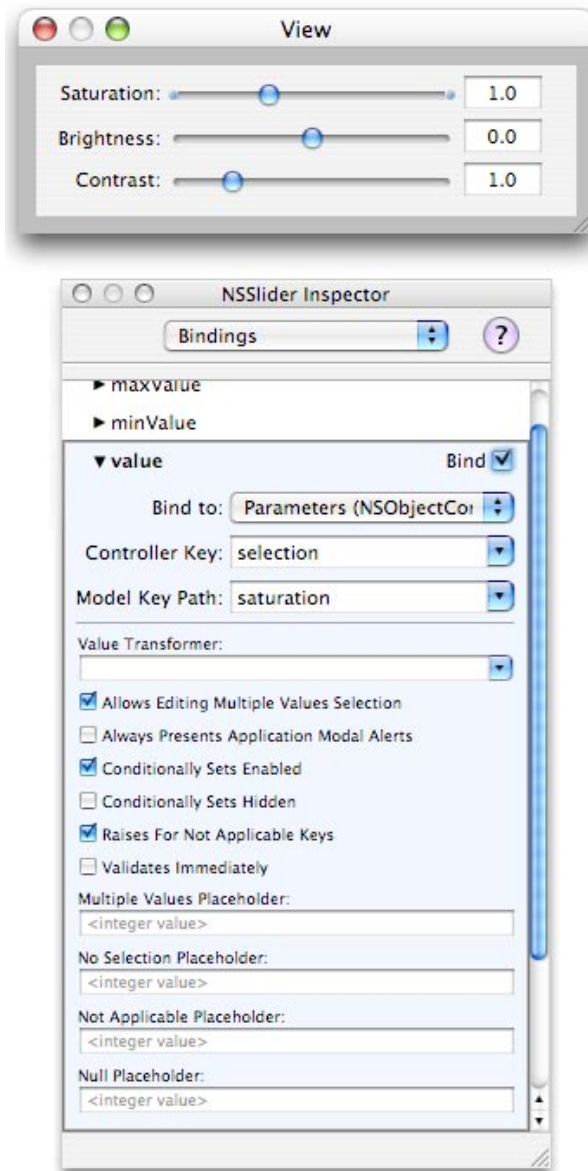 View
Saturation: 1.0
Brightness: 0.0
Contrast: 1.0
NSSlider Inspector
Bindings ?
maxValue
minValue
value Bind
Bind to: Parameters (NSObjectCor
Controller Key: selection
Model Key Path: saturation
Value Transformer:
Allows Editing Multiple Values Selection
Always Presents Application Modal Alerts
Conditionally Sets Enabled
Conditionally Sets Hidden
Raises For Not Applicable Keys
Validates Immediately
Multiple Values Placeholder:
<integer value>
No Selection Placeholder:
<integer value>
Not Applicable Placeholder:
<integer value>
Null Placeholder:
<integer value>